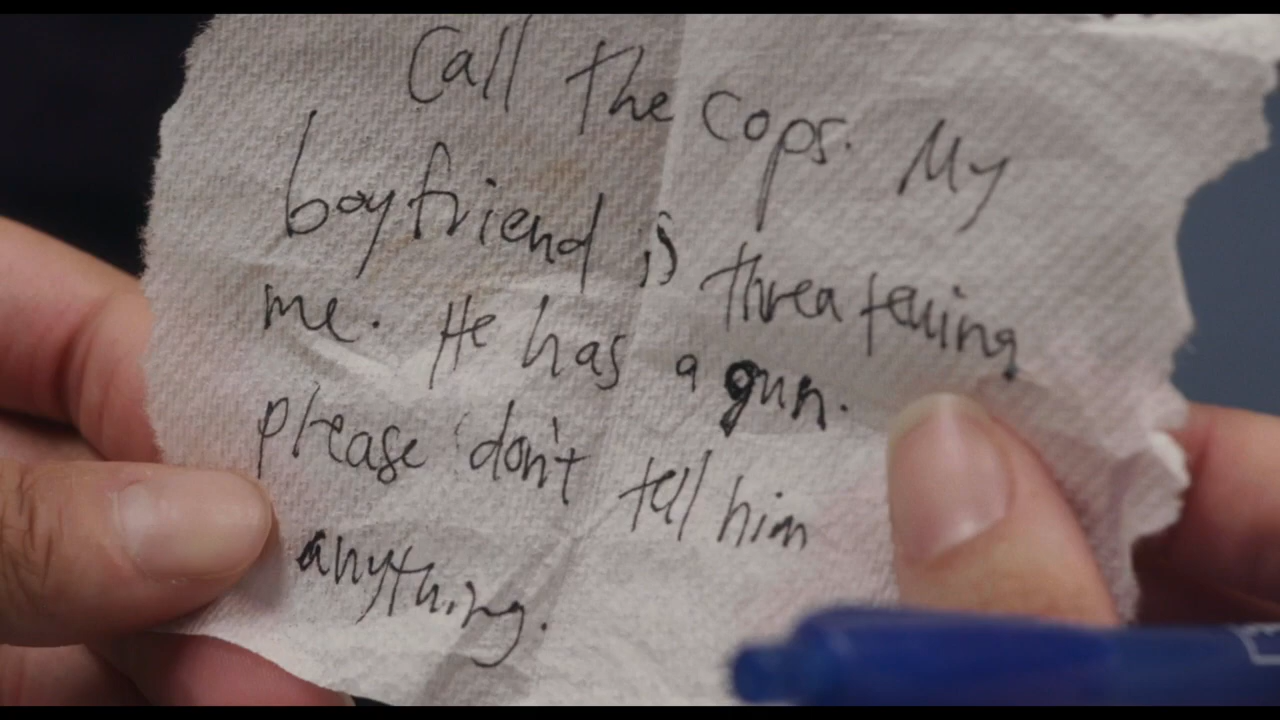 Call the cops. My
boyfriend is threatening
me. He has a gun.
please don't tell him
anything.